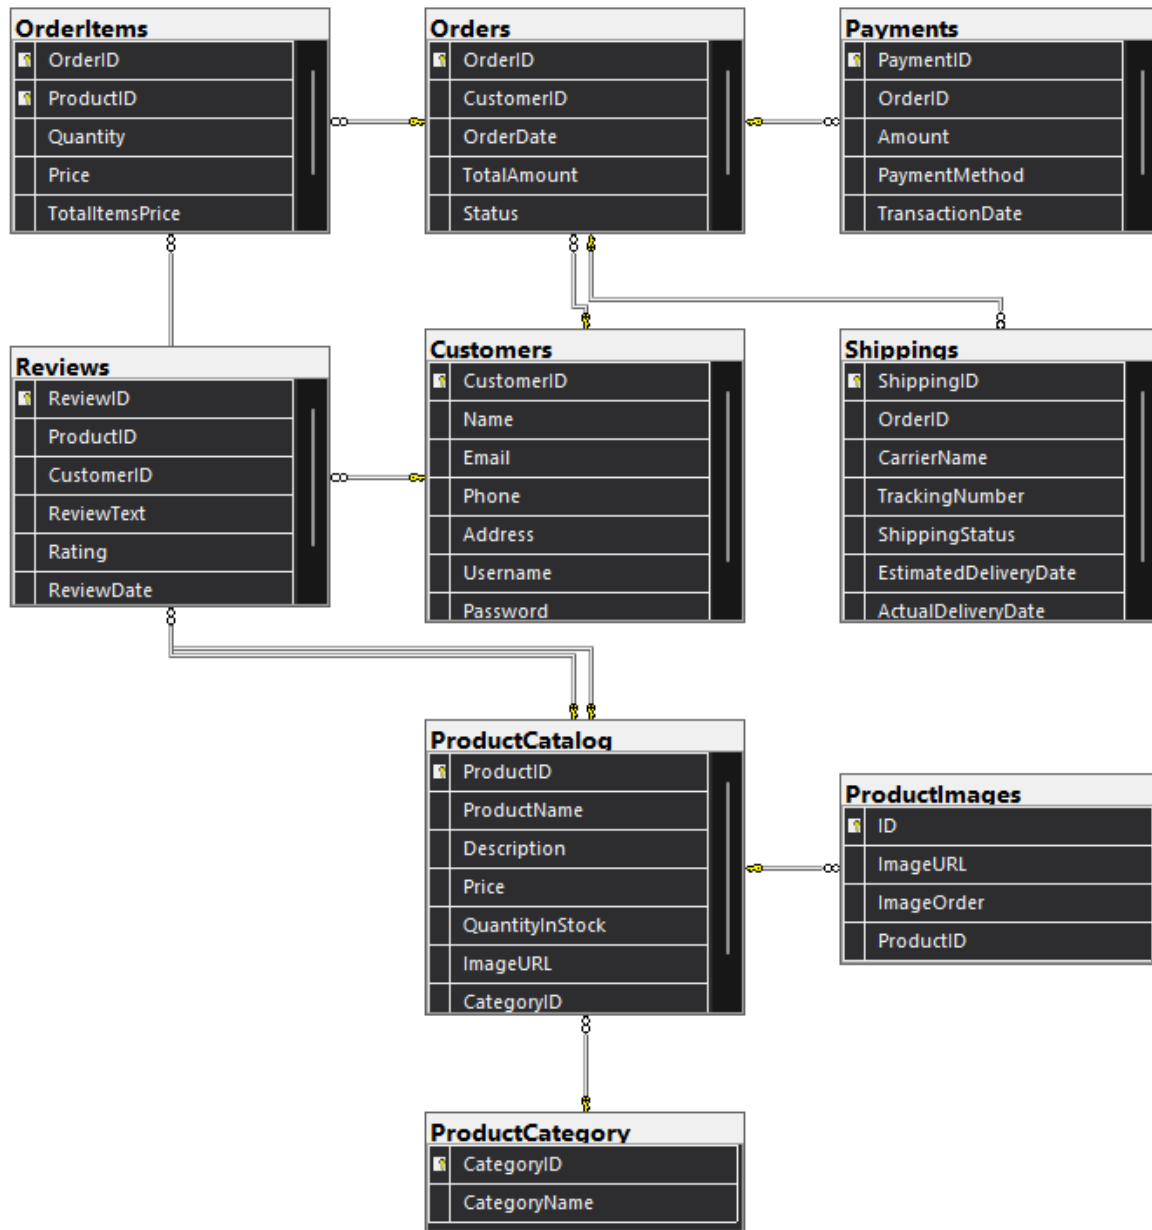 OrderItems
OrderID
ProductID
Quantity
Price
TotalItemsPrice
Orders
OrderID
CustomerID
OrderDate
TotalAmount
Status
Payments
PaymentID
OrderID
Amount
PaymentMethod
TransactionDate
Reviews
ReviewID
ProductID
CustomerID
ReviewText
Rating
ReviewDate
Customers
CustomerID
Name
Email
Phone
Address
Username
Password
Shippings
ShippingID
OrderID
CarrierName
TrackingNumber
ShippingStatus
EstimatedDeliveryDate
ActualDeliveryDate
ProductCatalog
ProductID
ProductName
Description
Price
QuantityInStock
ImageURL
CategoryID
ProductImages
ID
ImageURL
ImageOrder
ProductID
ProductCategory
CategoryID
CategoryName